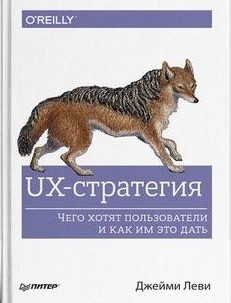 O'REILLY®
UX-стратегия
Чего хотят пользователи
и как им это дать
ПИТЕР®
Джейми Леви